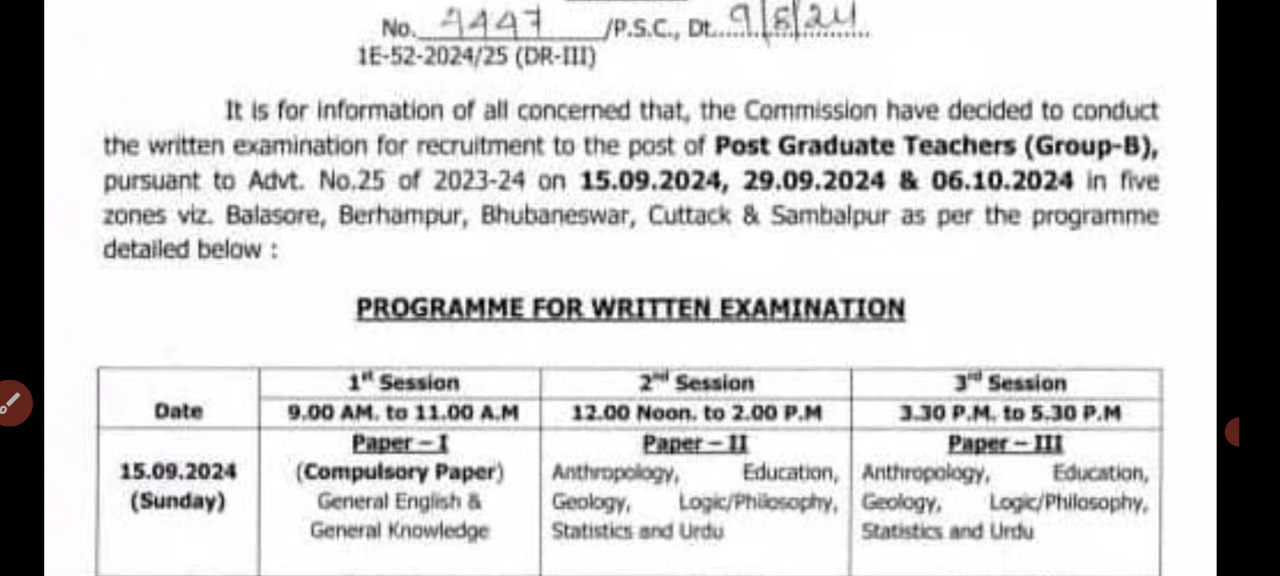 No. 4447 /P.S.C., Dt. 9/8/24
1E-52-2024/25 (DR-III)
It is for information of all concerned that, the Commission have decided to conduct
the written examination for recruitment to the post of Post Graduate Teachers (Group-B),
pursuant to Advt. No.25 of 2023-24 on 15.09.2024, 29.09.2024 & 06.10.2024 in five
zones viz. Balasore, Berhampur, Bhubaneswar, Cuttack & Sambalpur as per the programme
detailed below :
PROGRAMME FOR WRITTEN EXAMINATION
Date
1st Session
2nd Session
3rd Session
9.00 AM. to 11.00 A.M
12.00 Noon. to 2.00 P.M
3.30 P.M. to 5.30 P.M
15.09.2024
(Sunday)
Paper – I
(Compulsory Paper)
General English &
General Knowledge
Paper – II
Anthropology, Education,
Geology, Logic/Philosophy,
Statistics and Urdu
Paper – III
Anthropology, Education,
Geology, Logic/Philosophy,
Statistics and Urdu